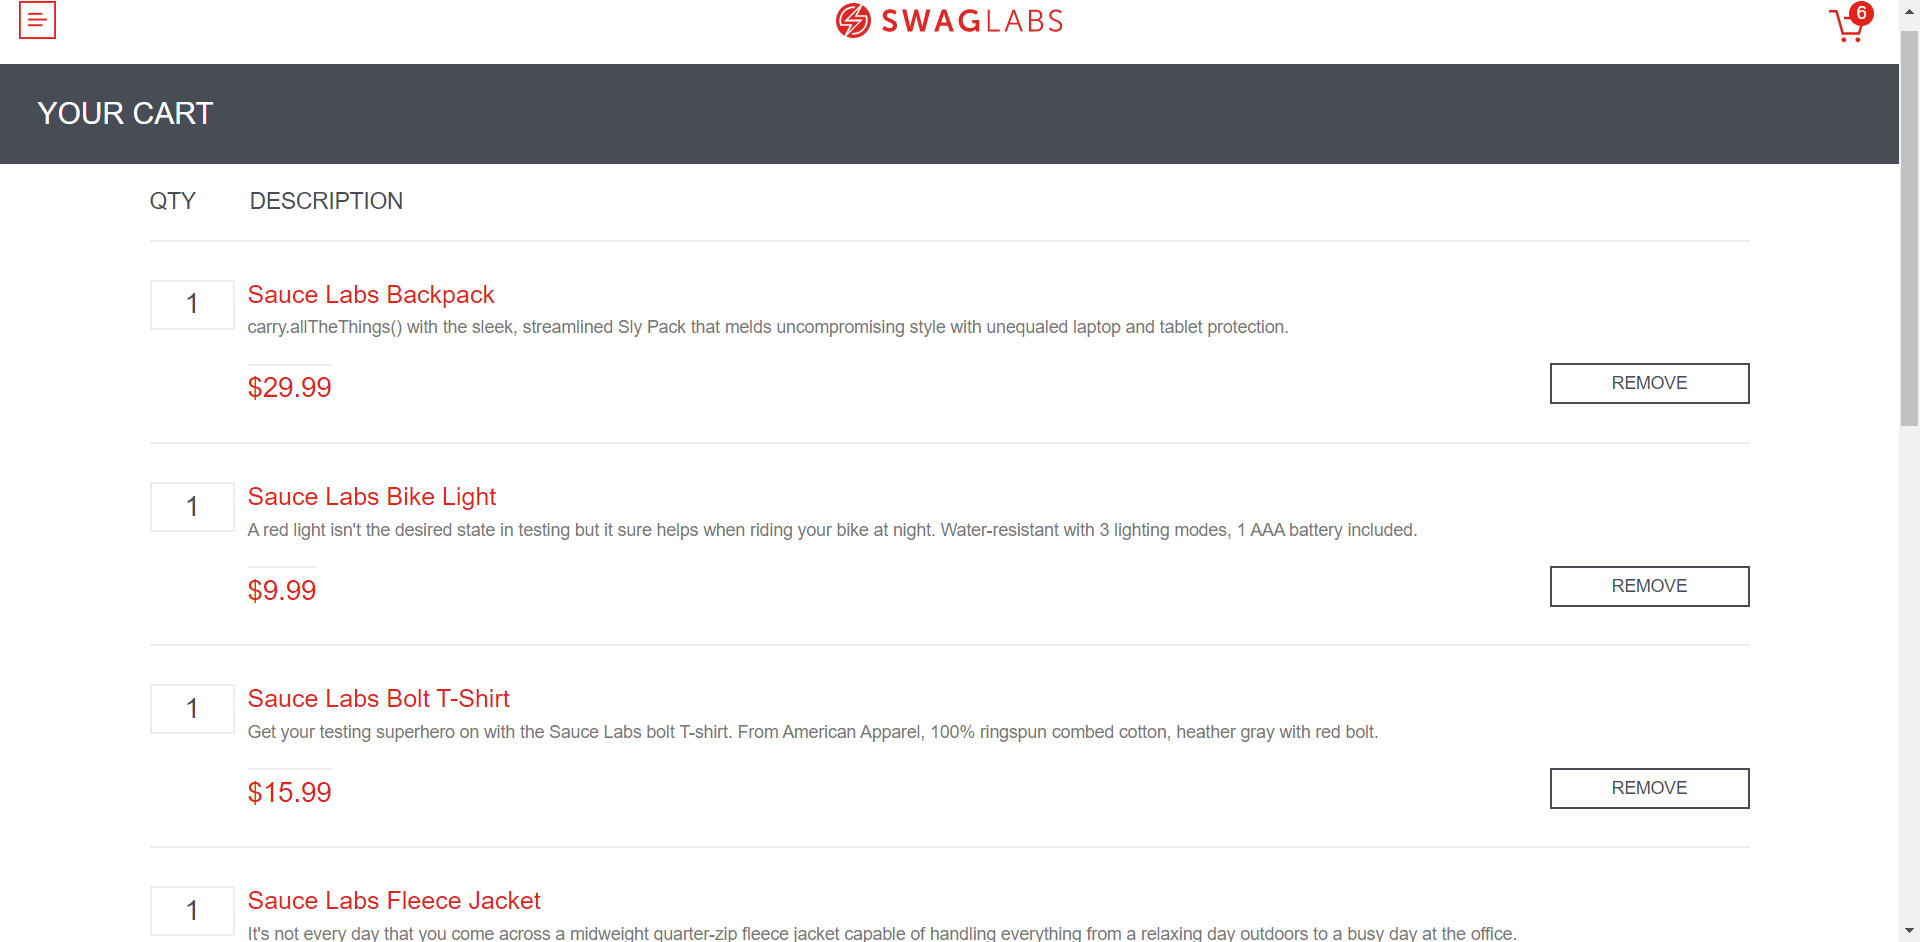 SWAGLABS
6
YOUR CART
QTY DESCRIPTION
1 Sauce Labs Backpack
carry.allTheThings() with the sleek, streamlined Sly Pack that melds uncompromising style with unequaled laptop and tablet protection.
$29.99 REMOVE
1 Sauce Labs Bike Light
A red light isn't the desired state in testing but it sure helps when riding your bike at night. Water-resistant with 3 lighting modes, 1 AAA battery included.
$9.99 REMOVE
1 Sauce Labs Bolt T-Shirt
Get your testing superhero on with the Sauce Labs bolt T-shirt. From American Apparel, 100% ringspun combed cotton, heather gray with red bolt.
$15.99 REMOVE
1 Sauce Labs Fleece Jacket
It's not every day that you come across a midweight quarter-zip fleece jacket capable of handling everything from a relaxing day outdoors to a busy day at the office.